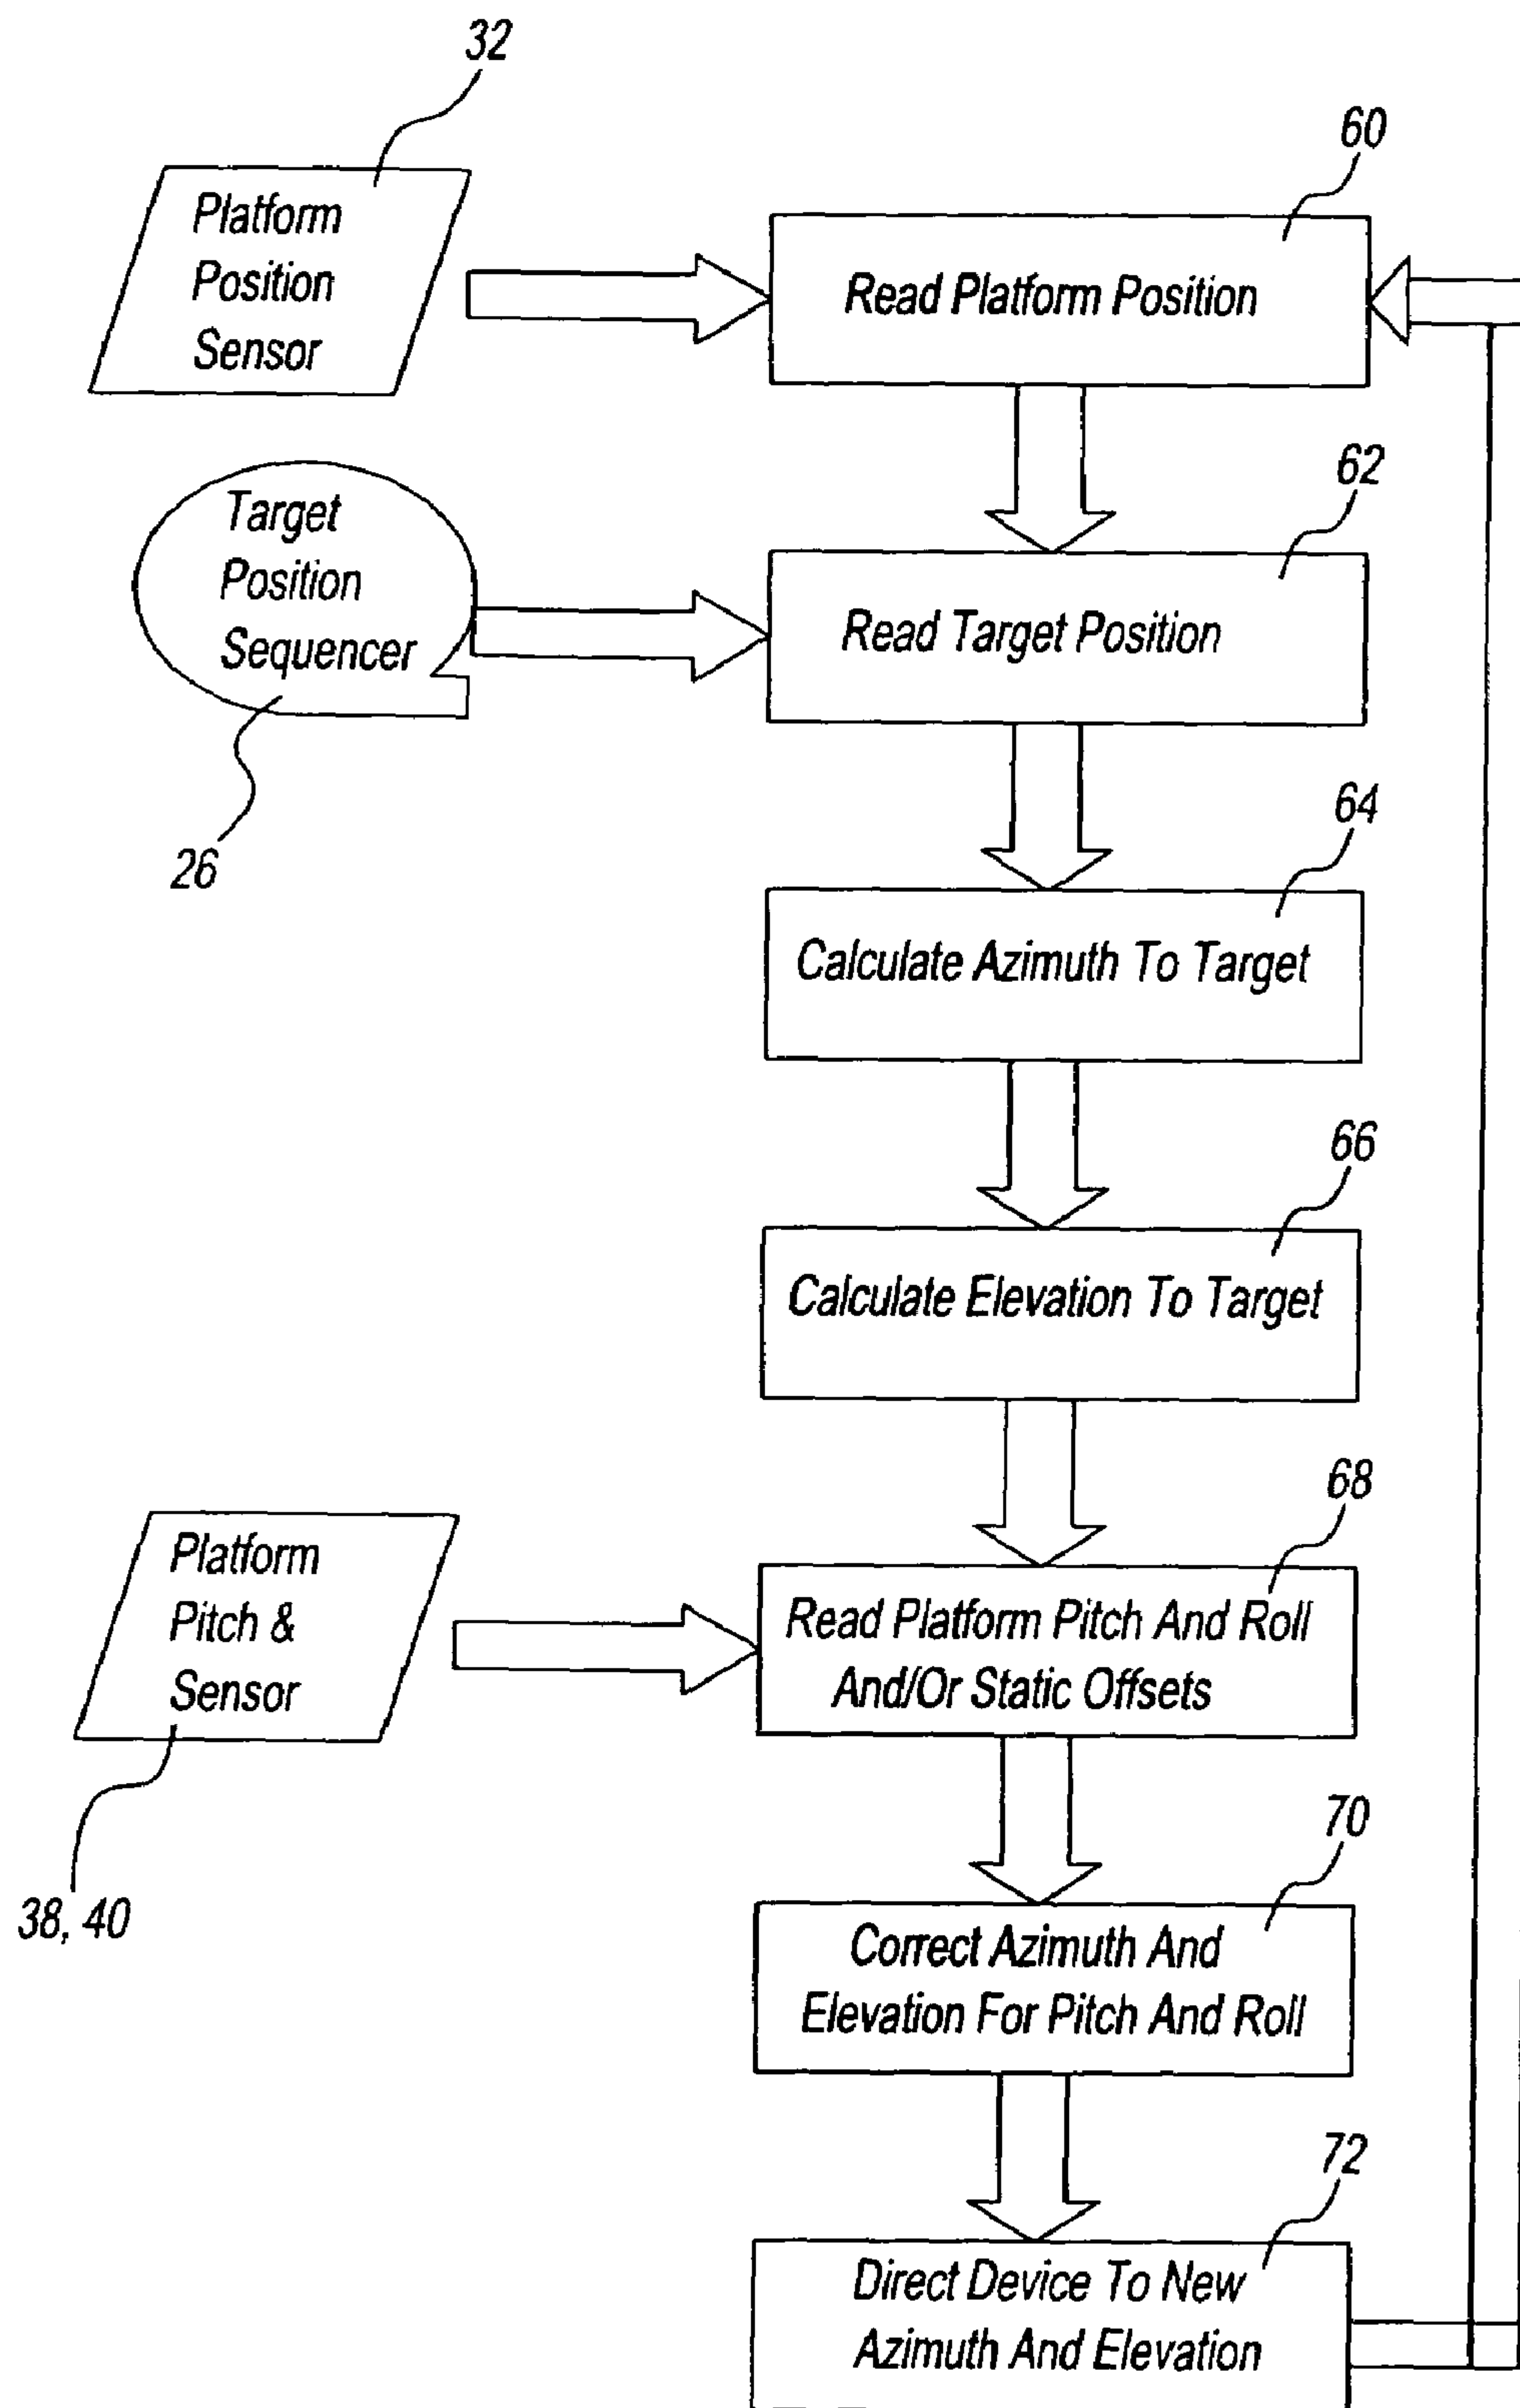 32
60
Platform
Position
Sensor
Read Platform Position
62
Target
Position
Sequencer
Read Target Position
26
64
Calculate Azimuth To Target
66
Calculate Elevation To Target
68
Platform
Pitch &
Sensor
Read Platform Pitch And Roll
And/Or Static Offsets
38, 40
70
Correct Azimuth And
Elevation For Pitch And Roll
72
Direct Device To New
Azimuth And Elevation